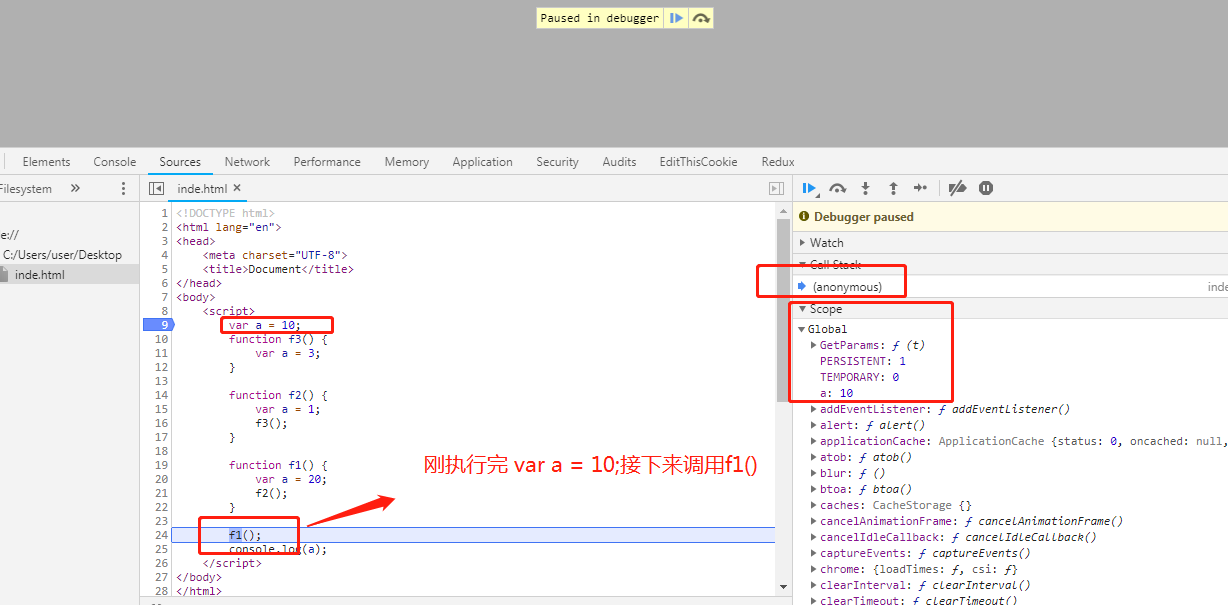 Paused in debugger
Elements Console Sources Network Performance Memory Application Security Audits EditThisCookie Redux
Filesystem »
inde.html ×
e://
C:/Users/user/Desktop
inde.html
1 <!DOCTYPE html>
2 <html lang="en">
3 <head>
4 <meta charset="UTF-8">
5 <title>Document</title>
6 </head>
7 <body>
8 <script>
9 var a = 10;
10 function f3() {
11 var a = 3;
12 }
13
14 function f2() {
15 var a = 1;
16 f3();
17 }
18
19 function f1() {
20 var a = 20;
21 f2();
22 }
23
24 f1();
25 console.log(a);
26 </script>
27 </body>
28 </html>
刚执行完 var a = 10;接下来调用f1()
Debugger paused
Watch
Call Stack
(anonymous) inde
Scope
Global
GetParams: ƒ (t)
PERSISTENT: 1
TEMPORARY: 0
a: 10
addEventListener: ƒ addEventListener()
alert: ƒ alert()
applicationCache: ApplicationCache {status: 0, oncached: null,
atob: ƒ atob()
blur: ƒ ()
btoa: ƒ btoa()
caches: CacheStorage {}
cancelAnimationFrame: ƒ cancelAnimationFrame()
cancelIdleCallback: ƒ cancelIdleCallback()
captureEvents: ƒ captureEvents()
chrome: {loadTimes: ƒ, csi: ƒ}
clearInterval: ƒ clearInterval()
clearTimeout: ƒ clearTimeout()